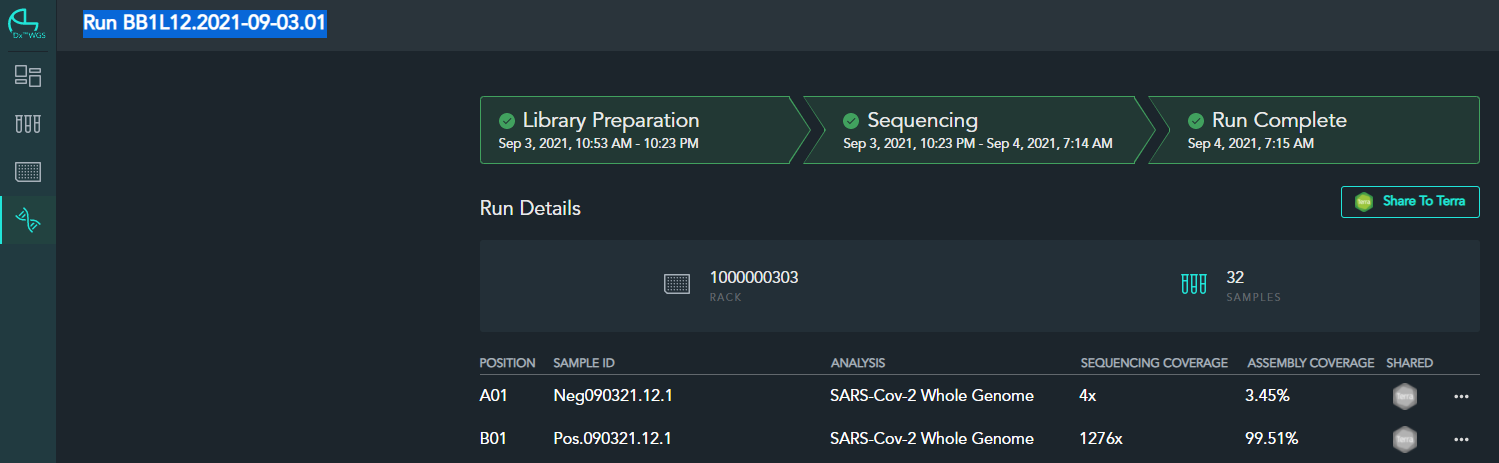 Run BB1L12.2021-09-03.01
Dx™WGS
Library Preparation
Sep 3, 2021, 10:53 AM - 10:23 PM
Sequencing
Sep 3, 2021, 10:23 PM - Sep 4, 2021, 7:14 AM
Run Complete
Sep 4, 2021, 7:15 AM
Run Details
Terra Share To Terra
1000000303
RACK
32
SAMPLES
POSITION SAMPLE ID ANALYSIS SEQUENCING COVERAGE ASSEMBLY COVERAGE SHARED
A01 Neg090321.12.1 SARS-Cov-2 Whole Genome 4x 3.45% Terra ...
B01 Pos.090321.12.1 SARS-Cov-2 Whole Genome 1276x 99.51% Terra ...